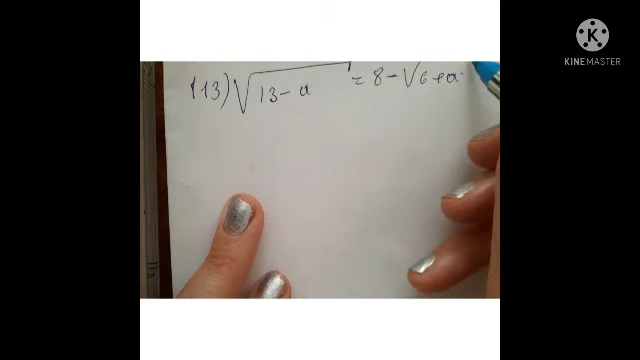 KINEMASTER
113) √13 - a = 8 - √6 + a